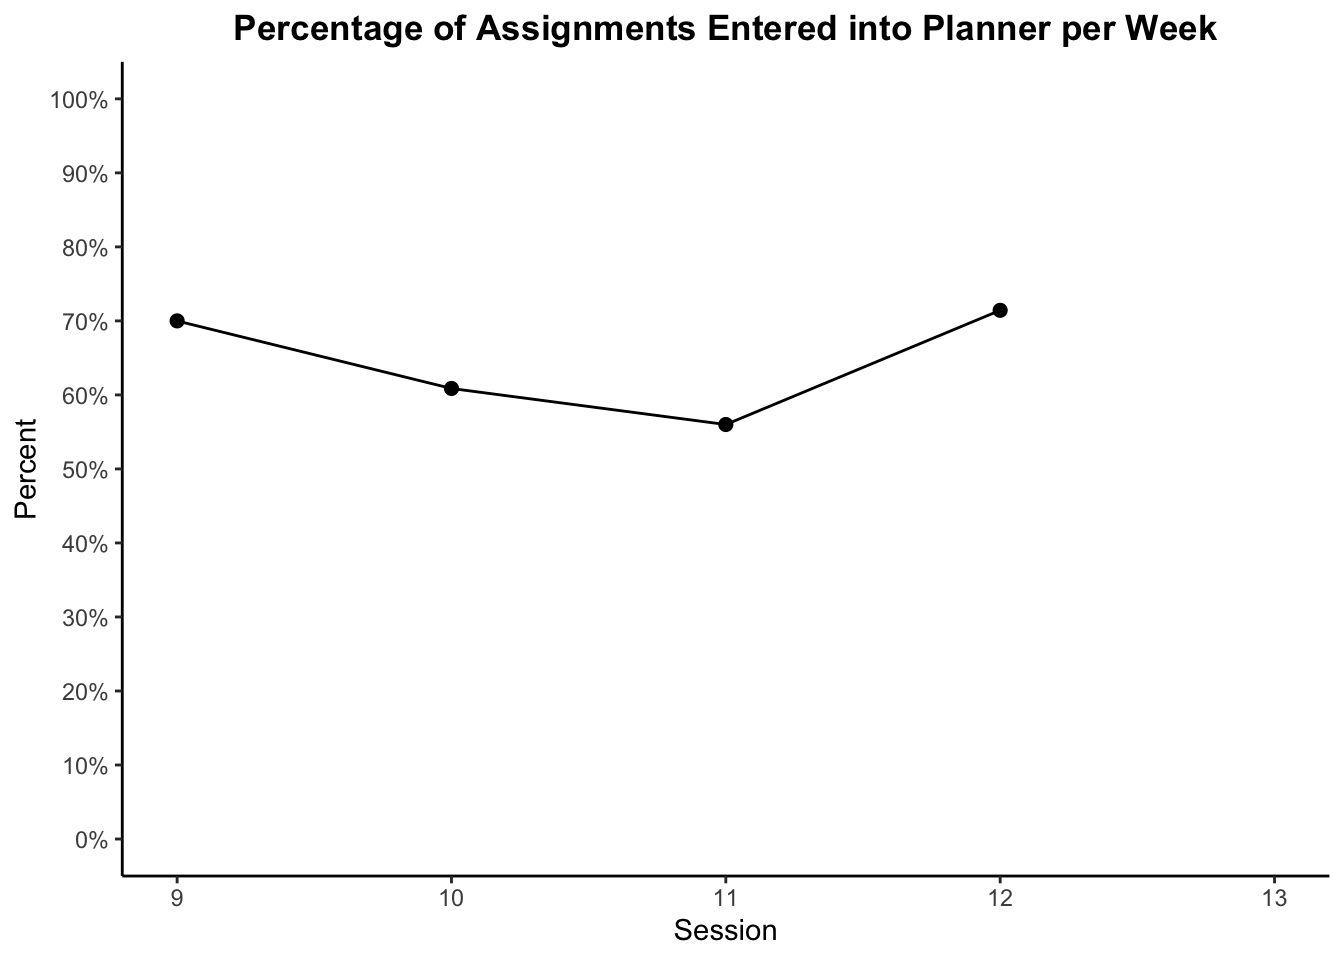 Percentage of Assignments Entered into Planner per Week
100%
90%
80%
70%
60%
50%
40%
30%
20%
10%
0%
Percent
9 10 11 12 13
Session